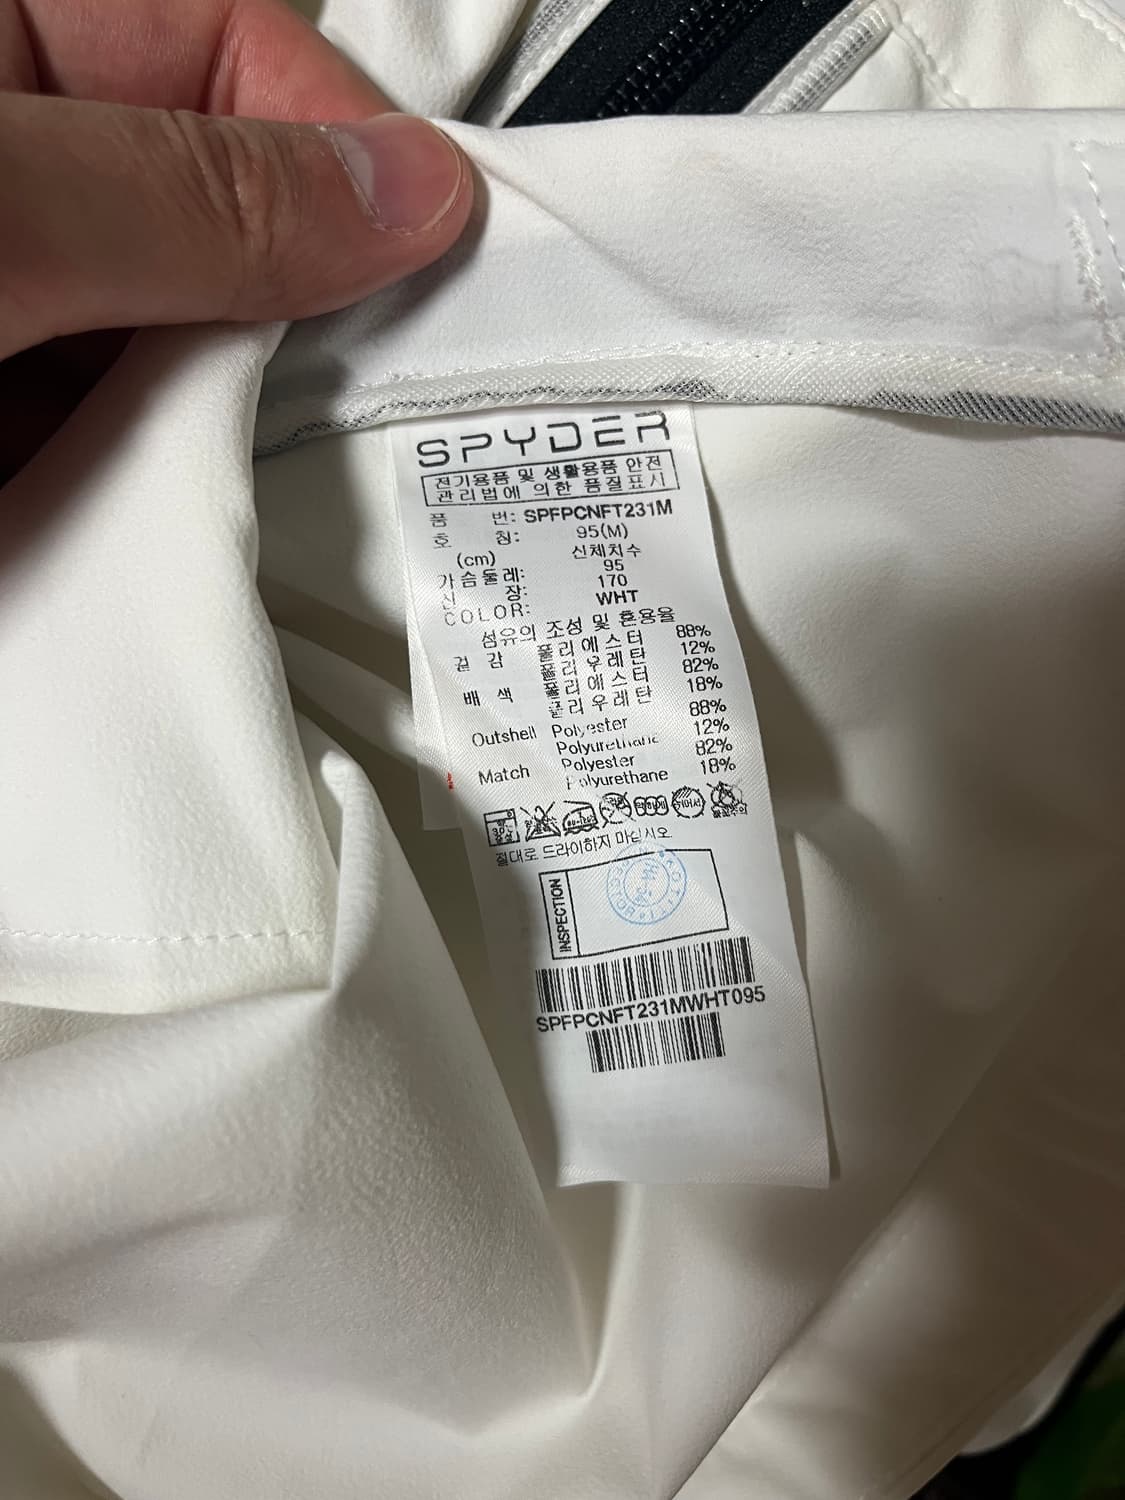 SPYDER
전기용품 및 생활용품 안전
관리법에 의한 품질표시
품 번: SPFPCNFT231M
호 칭: 95(M)
(cm) 신체치수
가슴둘레: 95
신 장: 170
COLOR: WHT
섬유의 조성 및 혼용율
겉 감 폴리에스터 88%
폴리우레탄 12%
배 색 폴리에스터 82%
폴리우레탄 18%
Outshell Polyester 88%
Polyurethane 12%
Match Polyester 82%
Polyurethane 18%
절대로 드라이하지 마십시오
INSPECTION
SPFPCNFT231MWHT095